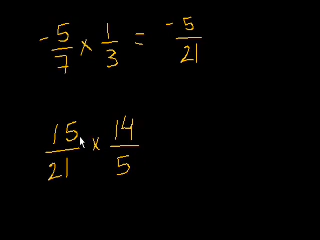 -5/7 x 1/3 = -5/21
15/21 x 14/5